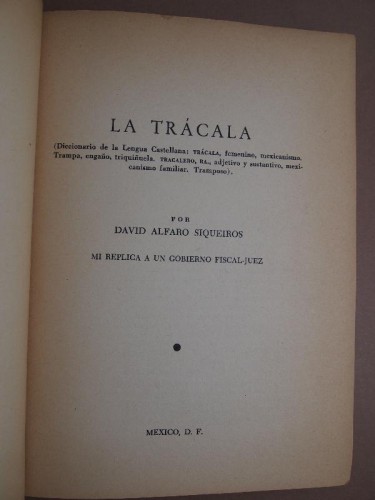 LA TRÁCALA
(Diccionario de la Lengua Castellana: TRÁCALA, femenino, mexicanismo.
Trampa, engaño, triquiñuela. TRACALERO, RA., adjetivo y sustantivo, mexi-
canismo familiar. Tramposo).
POR
DAVID ALFARO SIQUEIROS
MI REPLICA A UN GOBIERNO FISCAL-JUEZ
MEXICO, D. F.